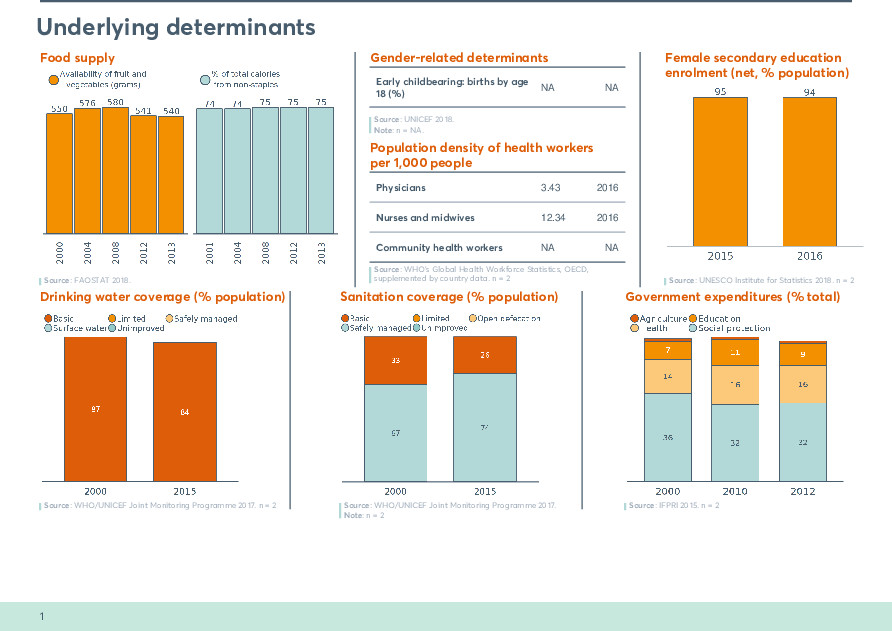 Underlying determinants
Food supply
Availability of fruit and
vegetables (grams)
% of total calories
from non-staples
550
576
580
541
540
74
74
75
75
75
2000
2004
2008
2012
2013
2001
2004
2008
2012
2013
Source: FAOSTAT 2018.
Gender-related determinants
Early childbearing: births by age
18 (%)
NA
NA
Source: UNICEF 2018.
Note: n = NA.
Population density of health workers
per 1,000 people
Physicians 3.43 2016
Nurses and midwives 12.34 2016
Community health workers NA NA
Source: WHO's Global Health Workforce Statistics, OECD,
supplemented by country data. n = 2
Female secondary education
enrolment (net, % population)
95
94
2015
2016
Source: UNESCO Institute for Statistics 2018. n = 2
Drinking water coverage (% population)
Basic
Limited
Safely managed
Surface water
Unimproved
2000
2015
Source: WHO/UNICEF Joint Monitoring Programme 2017. n = 2
Sanitation coverage (% population)
Basic
Limited
Open defecation
Safely managed
Unimproved
33
26
67
74
2000
2015
Source: WHO/UNICEF Joint Monitoring Programme 2017.
Note: n = 2
Government expenditures (% total)
Agriculture
Education
Health
Social protection
7
11
9
14
16
16
36
32
32
2000
2010
2012
Source: IFPRI 2015. n = 2
1